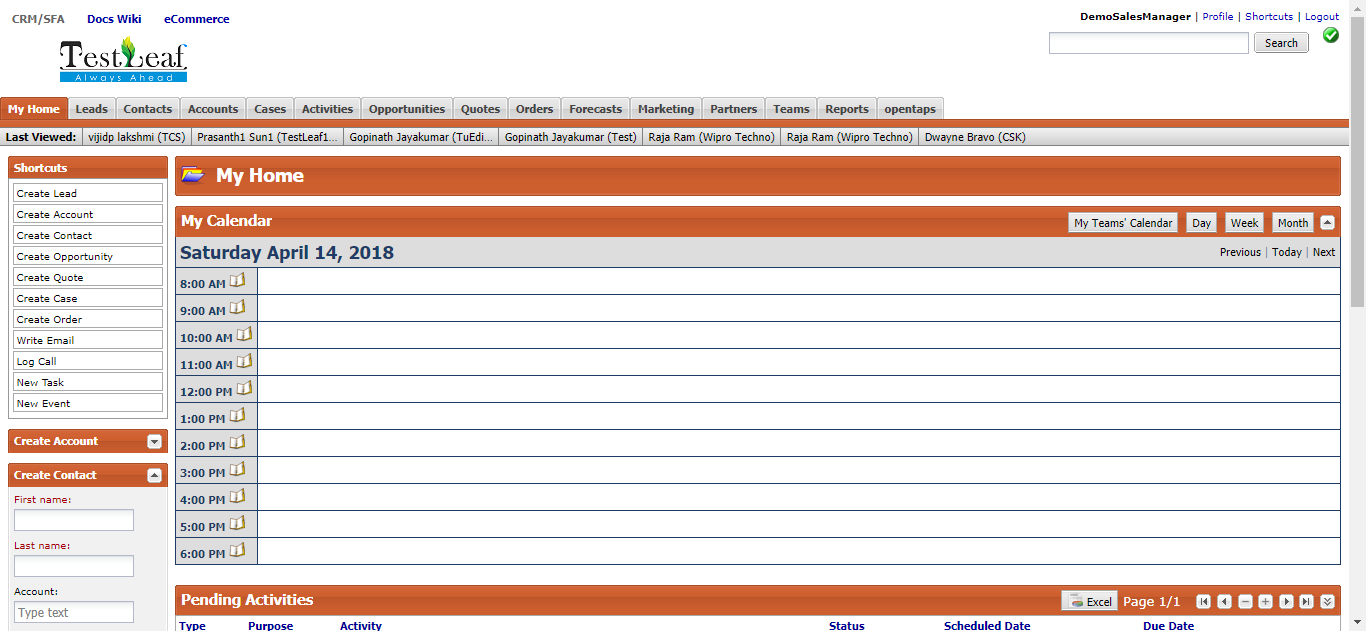 CRM/SFA Docs Wiki eCommerce
DemoSalesManager | Profile | Shortcuts | Logout
Search
TestLeaf
Always Ahead
My Home Leads Contacts Accounts Cases Activities Opportunities Quotes Orders Forecasts Marketing Partners Teams Reports opentaps
Last Viewed: vijidp lakshmi (TCS) Prasanth1 Sun1 (TestLeaf1... Gopinath Jayakumar (TuEdi... Gopinath Jayakumar (Test) Raja Ram (Wipro Techno) Raja Ram (Wipro Techno) Dwayne Bravo (CSK)
Shortcuts
Create Lead
Create Account
Create Contact
Create Opportunity
Create Quote
Create Case
Create Order
Write Email
Log Call
New Task
New Event
Create Account
Create Contact
First name:
Last name:
Account:
Type text
My Home
My Calendar
My Teams' Calendar Day Week Month
Saturday April 14, 2018
Previous | Today | Next
8:00 AM
9:00 AM
10:00 AM
11:00 AM
12:00 PM
1:00 PM
2:00 PM
3:00 PM
4:00 PM
5:00 PM
6:00 PM
Pending Activities
Excel Page 1/1
Type Purpose Activity Status Scheduled Date Due Date